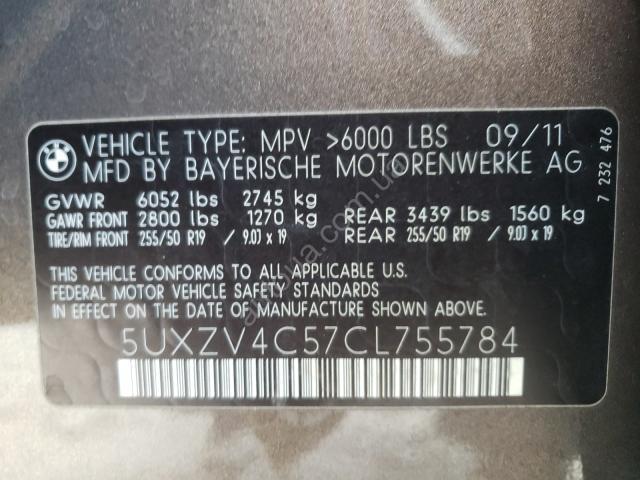 BMW
VEHICLE TYPE: MPV >6000 LBS 09/11
MFD BY BAYERISCHE MOTORENWERKE AG
GVWR 6052 lbs 2745 kg
GAWR FRONT 2800 lbs 1270 kg REAR 3439 lbs 1560 kg
TIRE/RIM FRONT 255/50 R19 / 9.0J x 19 REAR 255/50 R19 / 9.0J x 19
THIS VEHICLE CONFORMS TO ALL APPLICABLE U.S.
FEDERAL MOTOR VEHICLE SAFETY STANDARDS
IN EFFECT ON THE DATE OF MANUFACTURE SHOWN ABOVE.
5UXZV4C57CL755784
7 232 476